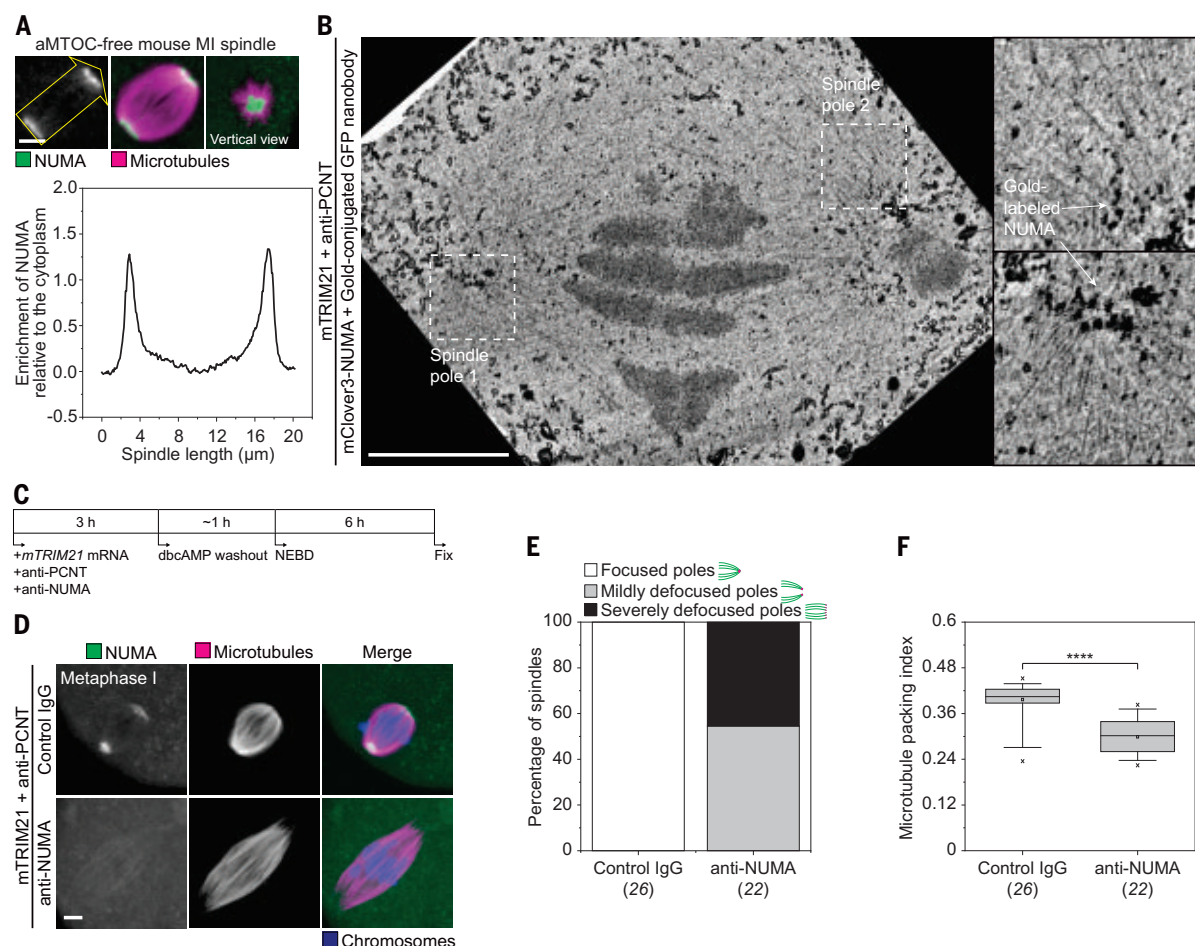 A
aMTOC-free mouse MI spindle
Vertical view
NUMA
Microtubules
Enrichment of NUMA
relative to the cytoplasm
2.0
1.5
1.0
0.5
0.0
-0.5
0
4
8
12
16
20
Spindle length (µm)
B
mTRIM21 + anti-PCNT
mClover3-NUMA + Gold-conjugated GFP nanobody
Spindle
pole 2
Spindle
pole 1
Gold-
labeled
NUMA
C
3 h
~1 h
6 h
+mTRIM21 mRNA
+anti-PCNT
+anti-NUMA
dbcAMP washout
NEBD
Fix
D
NUMA
Microtubules
Merge
mTRIM21 + anti-PCNT
Control IgG
anti-NUMA
Metaphase I
Chromosomes
E
Focused poles
Mildly defocused poles
Severely defocused poles
Percentage of spindles
100
80
60
40
20
0
Control IgG
(26)
anti-NUMA
(22)
F
Microtubule packing index
0.6
0.48
0.36
0.24
0.12
0
****
Control IgG
(26)
anti-NUMA
(22)